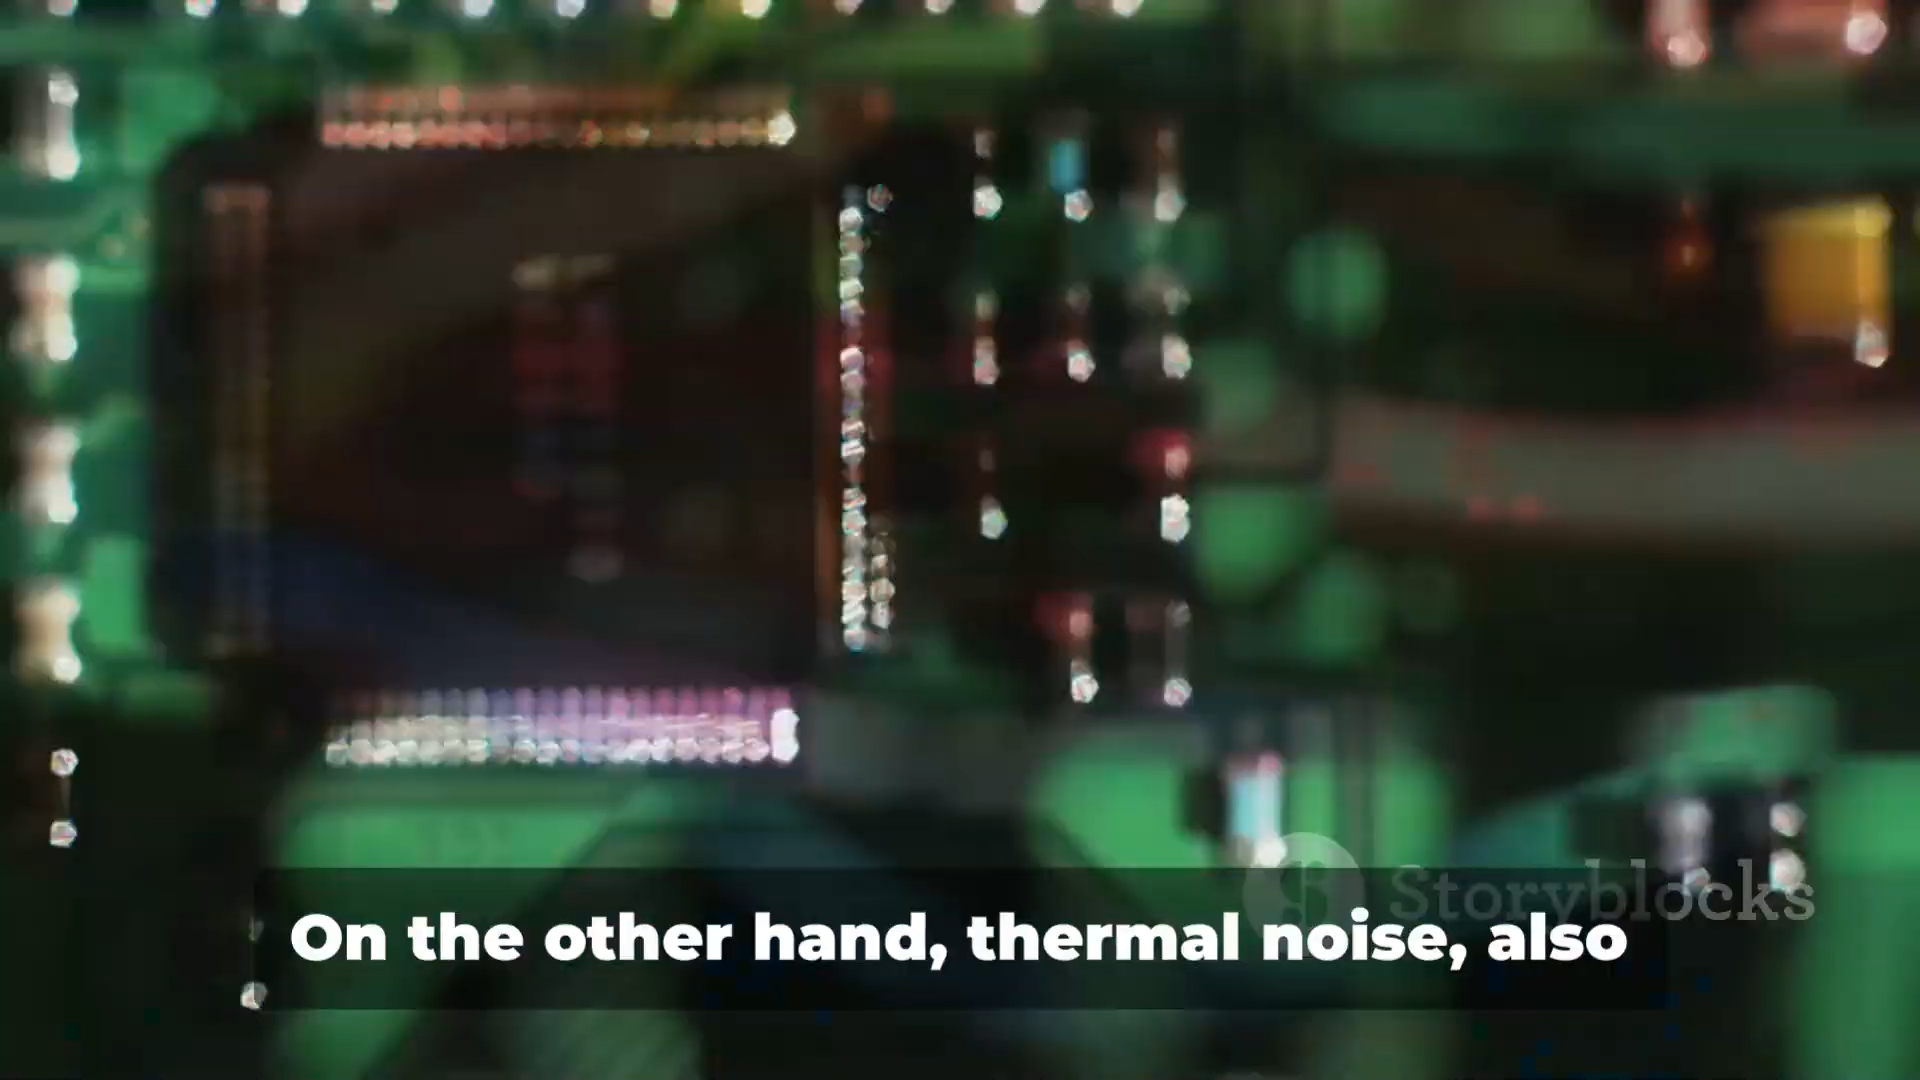 Storyblocks
On the other hand, thermal noise, also